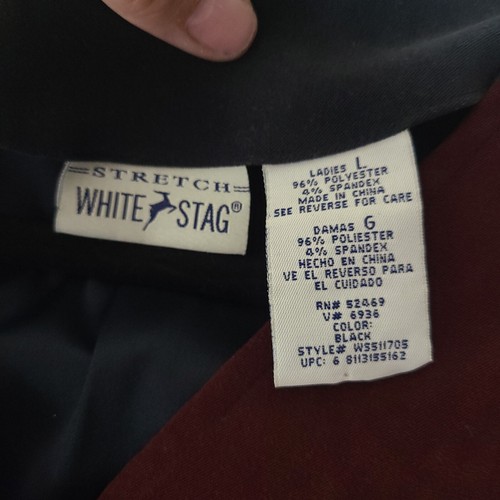 STRETCH
WHITE STAG®
LADIES L
96% POLYESTER
4% SPANDEX
MADE IN CHINA
SEE REVERSE FOR CARE
DAMAS G
96% POLIESTER
4% SPANDEX
HECHO EN CHINA
VE EL REVERSO PARA
EL CUIDADO
RN# 52469
V# 6936
COLOR:
BLACK
STYLE# WS511705
UPC: 6 8113155162